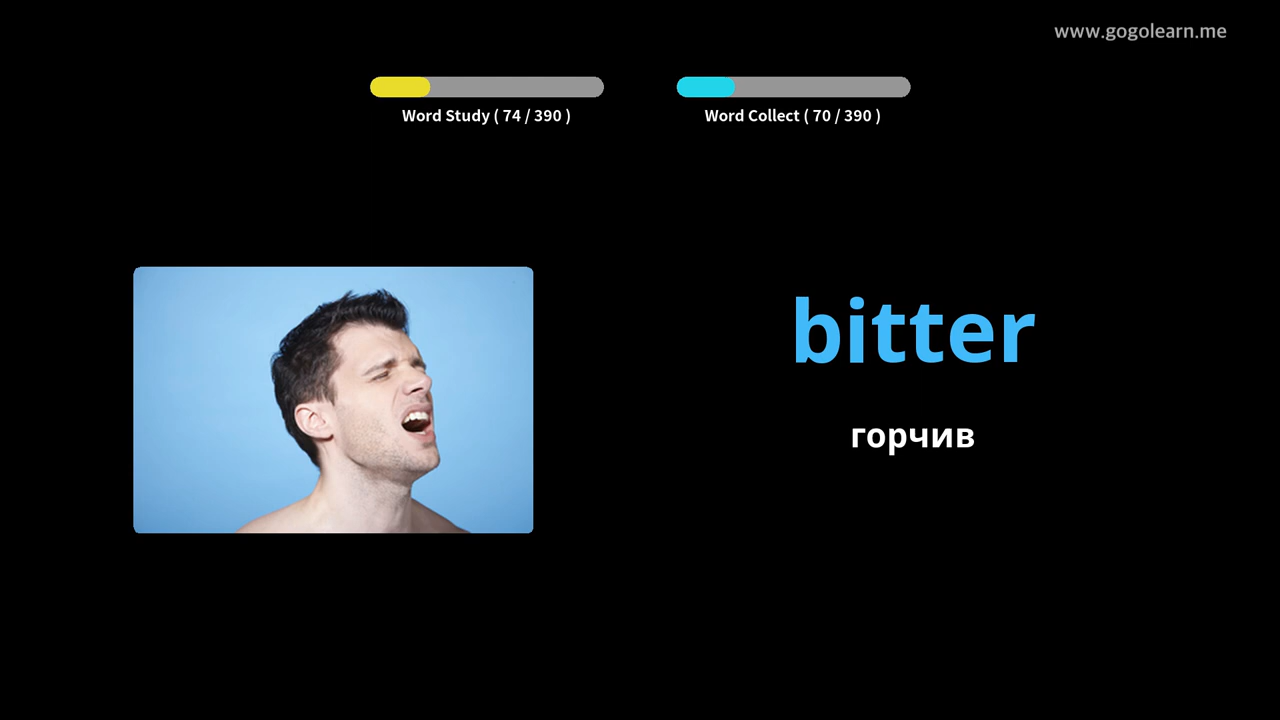 www.gogolearn.me
Word Study ( 74 / 390 )
Word Collect ( 70 / 390 )
bitter
горчив